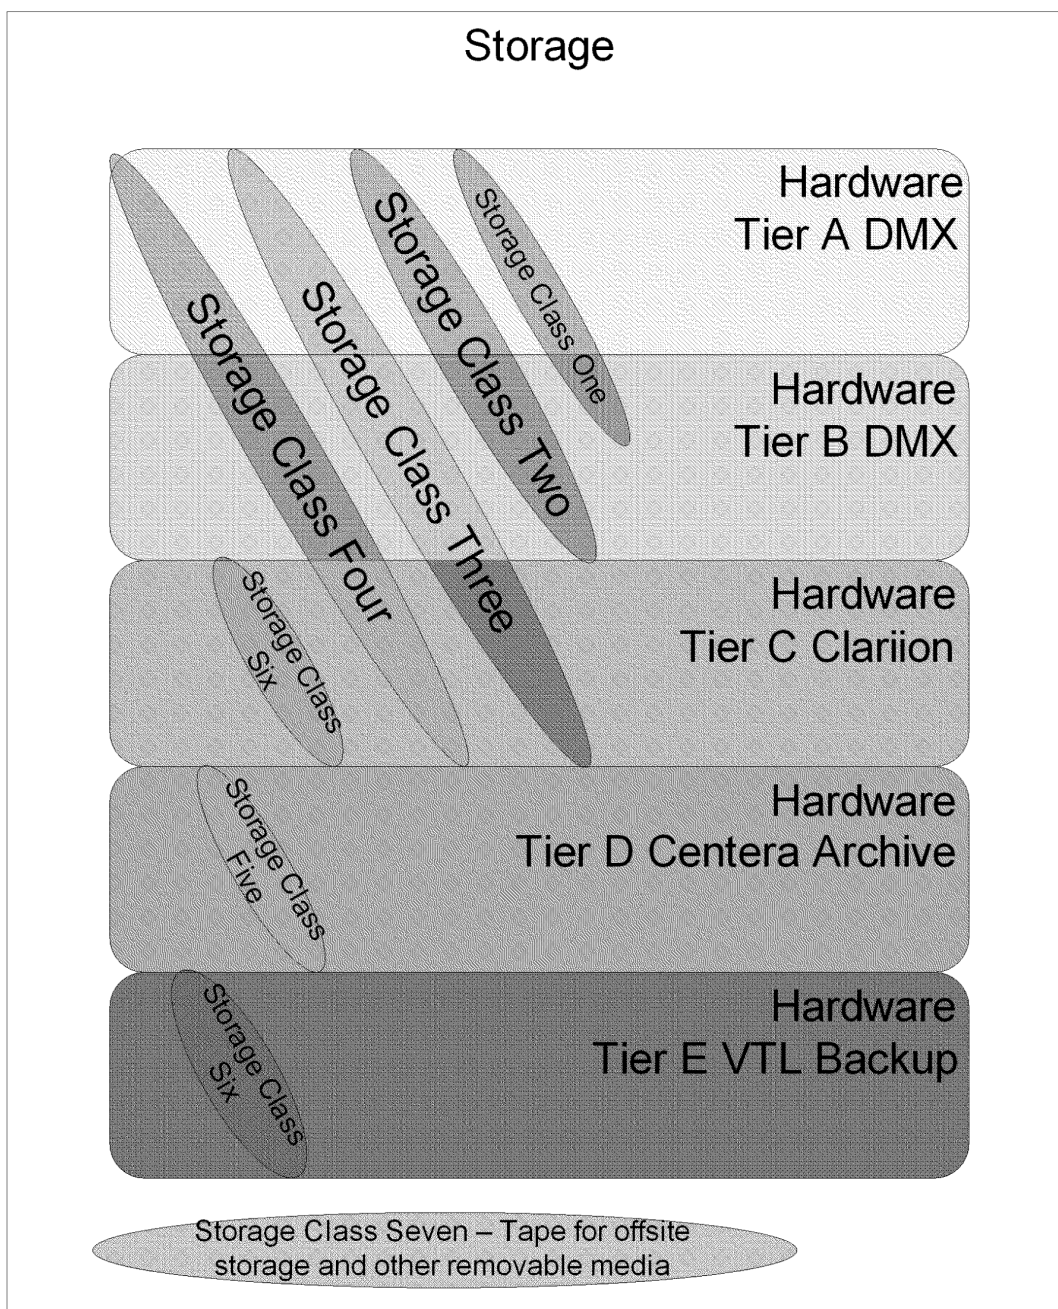 Storage
Hardware
Tier A DMX
Storage Class One
Storage Class Two
Storage Class Three
Storage Class Four
Hardware
Tier B DMX
Hardware
Tier C Clariion
Storage Class
Six
Hardware
Tier D Centera Archive
Storage Class
Five
Hardware
Tier E VTL Backup
Storage Class
Six
Storage Class Seven – Tape for offsite
storage and other removable media